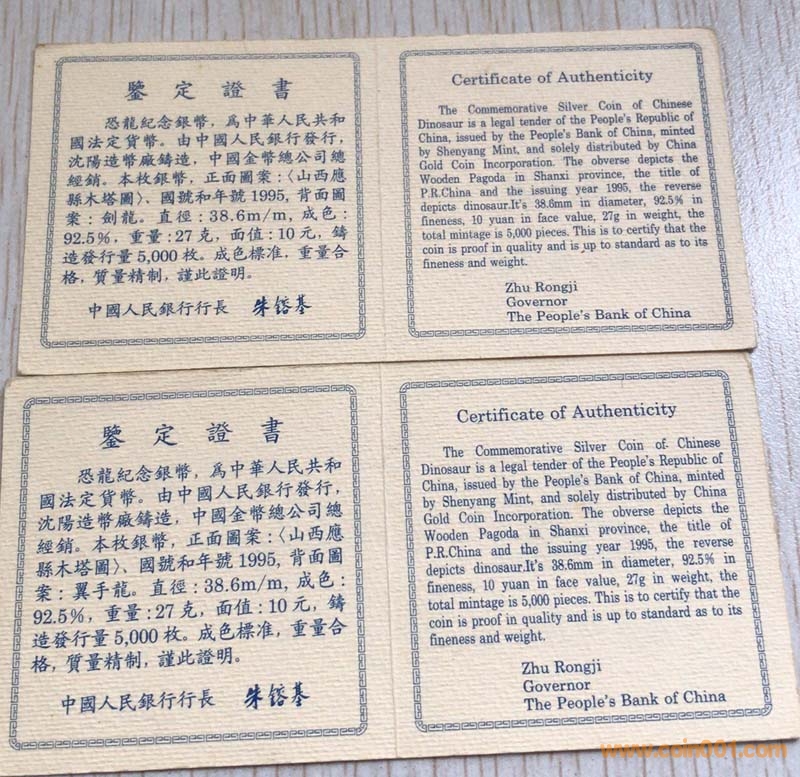 鑒定證書
恐龍紀念銀幣，爲中華人民共和
國法定貨幣。由中國人民銀行發行，
沈陽造幣廠鑄造，中國金幣總公司總
經銷。本枚銀幣，正面圖案：〈山西應
縣木塔圖〉、國號和年號1995，背面圖
案：劍龍。直徑：38.6m/m，成色：
92.5%，重量：27克，面值：10元，鑄
造發行量5,000枚。成色標准，重量合
格，質量精制，謹此證明。
中國人民銀行行長 朱鎔基
Certificate of Authenticity
The Commemorative Silver Coin of Chinese
Dinosaur is a legal tender of the People's Republic of
China, issued by the People's Bank of China, minted
by Shenyang Mint, and solely distributed by China
Gold Coin Incorporation. The obverse depicts the
Wooden Pagoda in Shanxi province, the title of
P.R.China and the issuing year 1995, the reverse
depicts dinosaur.It's 38.6mm in diameter, 92.5% in
fineness, 10 yuan in face value, 27g in weight, the
total mintage is 5,000 pieces. This is to certify that the
coin is proof in quality and is up to standard as to its
fineness and weight.
Zhu Rongji
Governor
The People's Bank of China
鑒定證書
恐龍紀念銀幣，爲中華人民共和
國法定貨幣。由中國人民銀行發行，
沈陽造幣廠鑄造，中國金幣總公司總
經銷。本枚銀幣，正面圖案：〈山西應
縣木塔圖〉、國號和年號1995，背面圖
案：翼手龍。直徑：38.6m/m，成色：
92.5%，重量：27克，面值：10元，鑄
造發行量5,000枚。成色標准，重量合
格，質量精制，謹此證明。
中國人民銀行行長 朱鎔基
Certificate of Authenticity
The Commemorative Silver Coin of Chinese
Dinosaur is a legal tender of the People's Republic of
China, issued by the People's Bank of China, minted
by Shenyang Mint, and solely distributed by China
Gold Coin Incorporation. The obverse depicts the
Wooden Pagoda in Shanxi province, the title of
P.R.China and the issuing year 1995, the reverse
depicts dinosaur.It's 38.6mm in diameter, 92.5% in
fineness, 10 yuan in face value, 27g in weight, the
total mintage is 5,000 pieces. This is to certify that the
coin is proof in quality and is up to standard as to its
fineness and weight.
Zhu Rongji
Governor
The People's Bank of China
www.coin001.com